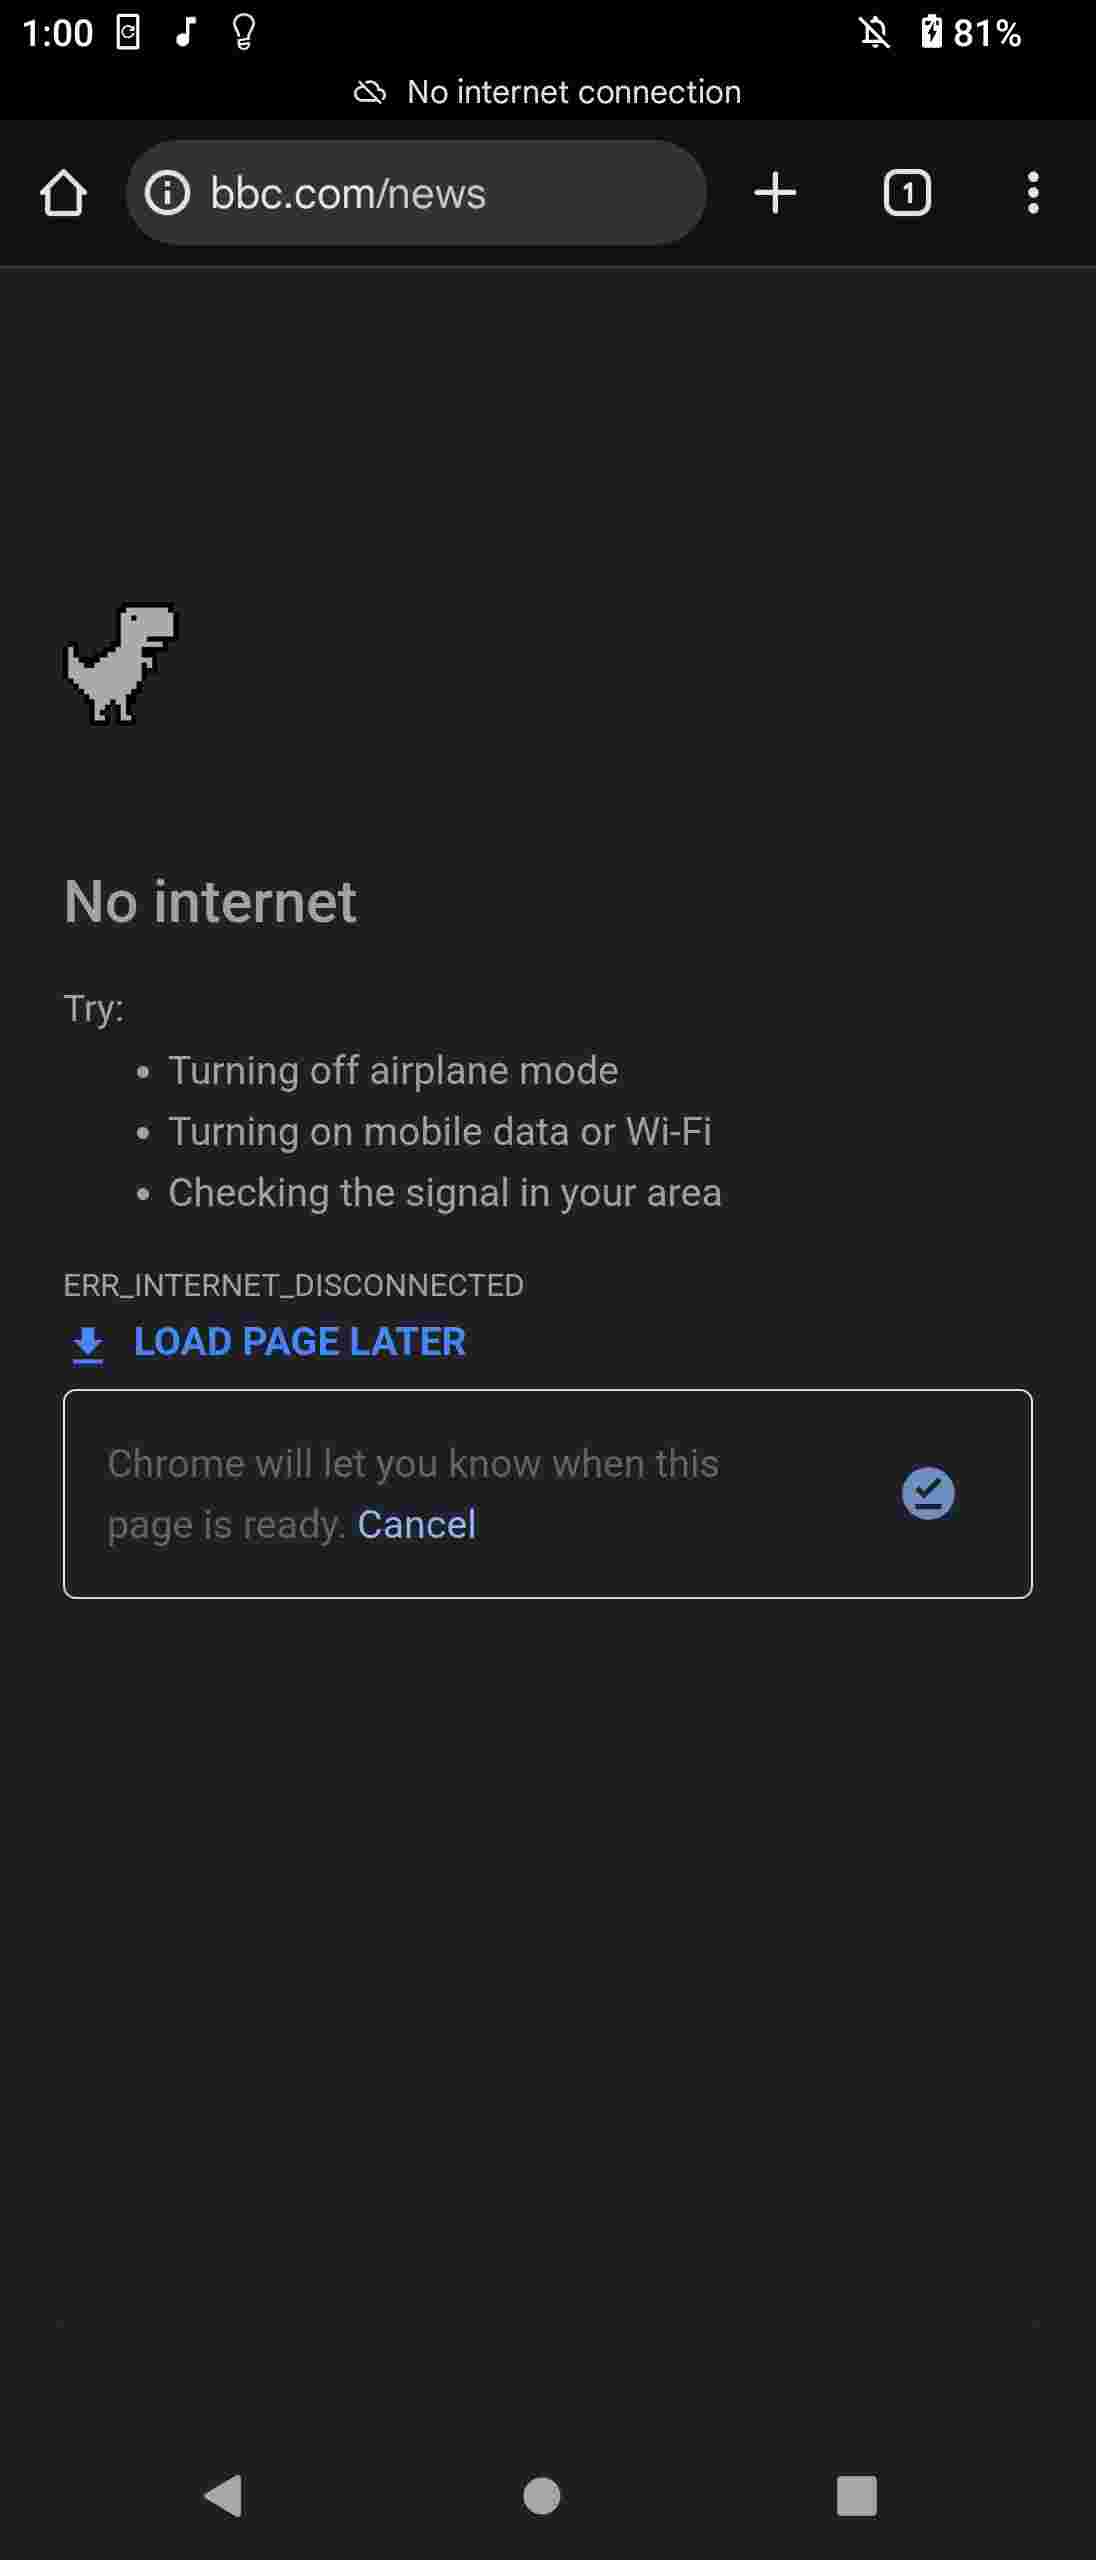 1:00
81%
No internet connection
bbc.com/news
1
No internet
Try:
• Turning off airplane mode
• Turning on mobile data or Wi-Fi
• Checking the signal in your area
ERR_INTERNET_DISCONNECTED
LOAD PAGE LATER
Chrome will let you know when this
page is ready. Cancel